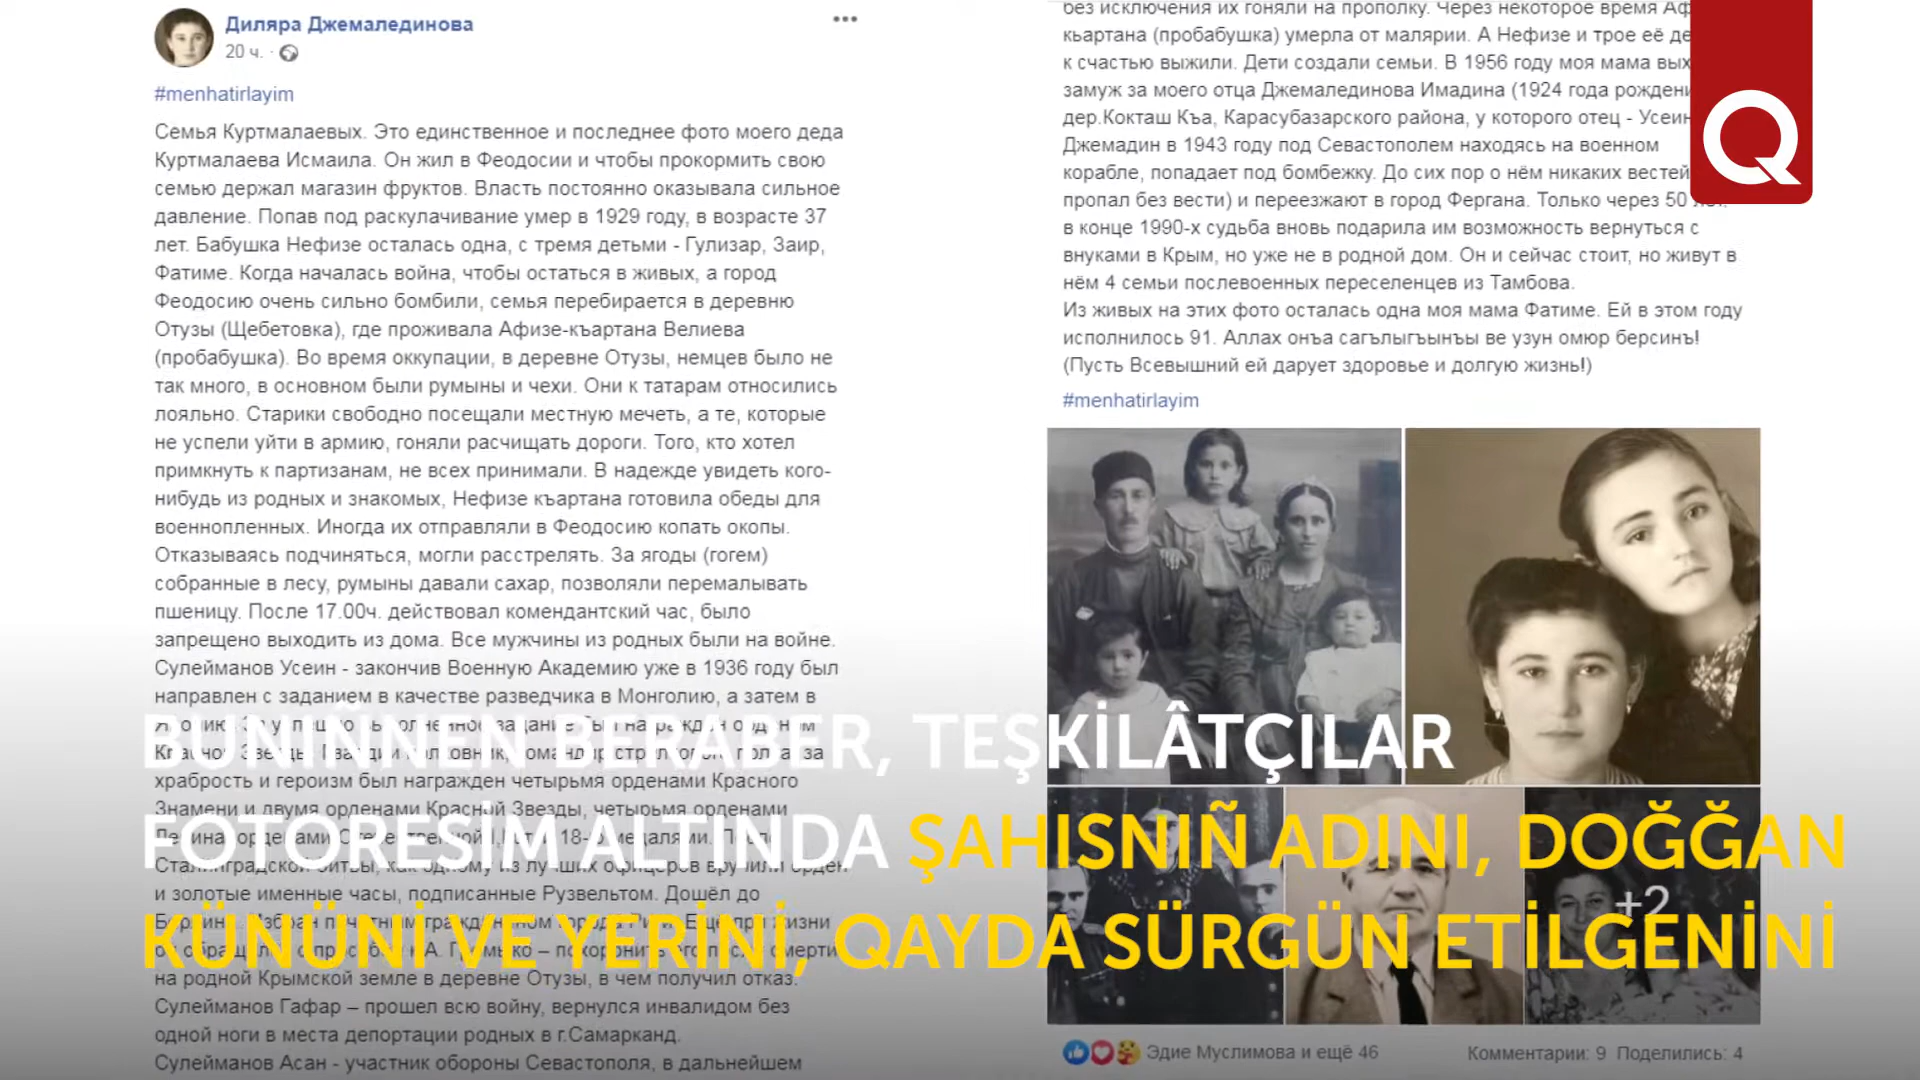 Диляра Джемалединова
20 ч. ·
#menhatirlayim
Семья Куртмалаевых. Это единственное и последнее фото моего деда
Куртмалаева Исмаила. Он жил в Феодосии и чтобы прокормить свою
семью держал магазин фруктов. Власть постоянно оказывала сильное
давление. Попав под раскулачивание умер в 1929 году, в возрасте 37
лет. Бабушка Нефизе осталась одна, с тремя детьми - Гулизар, Заир,
Фатиме. Когда началась война, чтобы остаться в живых, а город
Феодосию очень сильно бомбили, семья перебирается в деревню
Отузы (Щебетовка), где проживала Афизе-къартана Велиева
(пробабушка). Во время оккупации, в деревне Отузы, немцев было не
так много, в основном были румыны и чехи. Они к татарам относились
лояльно. Старики свободно посещали местную мечеть, а те, которые
не успели уйти в армию, гоняли расчищать дороги. Того, кто хотел
примкнуть к партизанам, не всех принимали. В надежде увидеть кого-
нибудь из родных и знакомых, Нефизе къартана готовила обеды для
военнопленных. Иногда их отправляли в Феодосию копать окопы.
Отказываясь подчиняться, могли расстрелять. За ягоды (гогем)
собранные в лесу, румыны давали сахар, позволяли перемалывать
пшеницу. После 17.00ч. действовал комендантский час, было
запрещено выходить из дома. Все мужчины из родных были на войне.
Сулейманов Усеин - закончив Военную Академию уже в 1936 году был
направлен с заданием в качестве разведчика в Монголию, а затем в
храбрость и героизм был награжден четырьмя орденами Красного
Знамени и двумя орденами Красной Звезды, четырьмя орденами
Сталинградской битвы, как одному из лучших офицеров вручили орден
и золотые именные часы, подписанные Рузвельтом. Дошёл до
на родной Крымской земле в деревне Отузы, в чем получил отказ.
Сулейманов Гафар – прошел всю войну, вернулся инвалидом без
одной ноги в места депортации родных в г.Самарканд.
Сулейманов Асан - участник обороны Севастополя, в дальнейшем
без исключения их гоняли на прополку. Через некоторое время
къартана (пробабушка) умерла от малярии. А Нефизе и трое её
к счастью выжили. Дети создали семьи. В 1956 году моя мама
замуж за моего отца Джемалединова Имадина (1924 года
дер.Кокташ Къа, Карасубазарского района, у которого отец - Усеин
Джемадин в 1943 году под Севастополем находясь на военном
корабле, попадает под бомбежку. До сих пор о нём никаких вестей
пропал без вести) и переезжают в город Фергана. Только через 50 лет.
в конце 1990-х судьба вновь подарила им возможность вернуться с
внуками в Крым, но уже не в родной дом. Он и сейчас стоит, но живут в
нём 4 семьи послевоенных переселенцев из Тамбова.
Из живых на этих фото осталась одна моя мама Фатиме. Ей в этом году
исполнилось 91. Аллах онъа сагълыгъынъы ве узун омюр берсинъ!
(Пусть Всевышний ей дарует здоровье и долгую жизнь!)
#menhatirlayim
+2
Эдие Муслимова и ещё 46
Комментарии: 9 Поделились: 4
BUNIÑNEN BERABER, TEŞKİLÂTÇILAR
FOTORESİM ALTINDA ŞAHISNIÑ ADINI, DOĞĞAN
KÜNÜNİ VE YERİNİ, QAYDA SÜRGÜN ETİLGENİNİ
Q